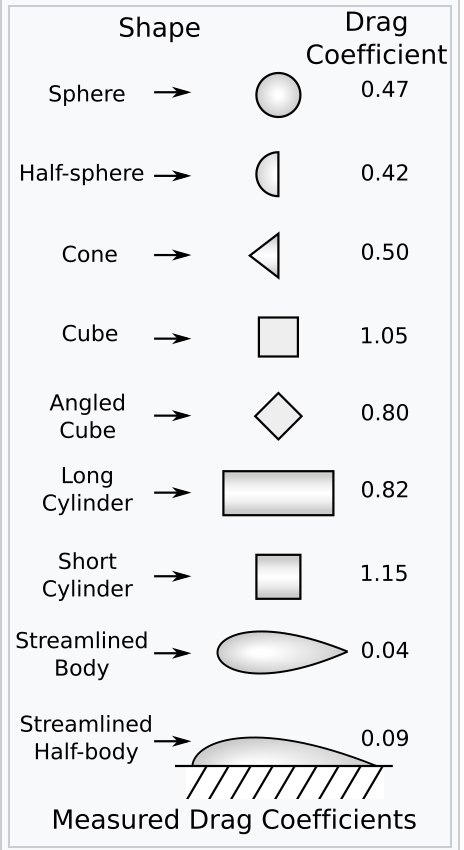 Shape
Drag
Coefficient
Sphere 0.47
Half-sphere 0.42
Cone 0.50
Cube 1.05
Angled
Cube 0.80
Long
Cylinder 0.82
Short
Cylinder 1.15
Streamlined
Body 0.04
Streamlined
Half-body 0.09
Measured Drag Coefficients